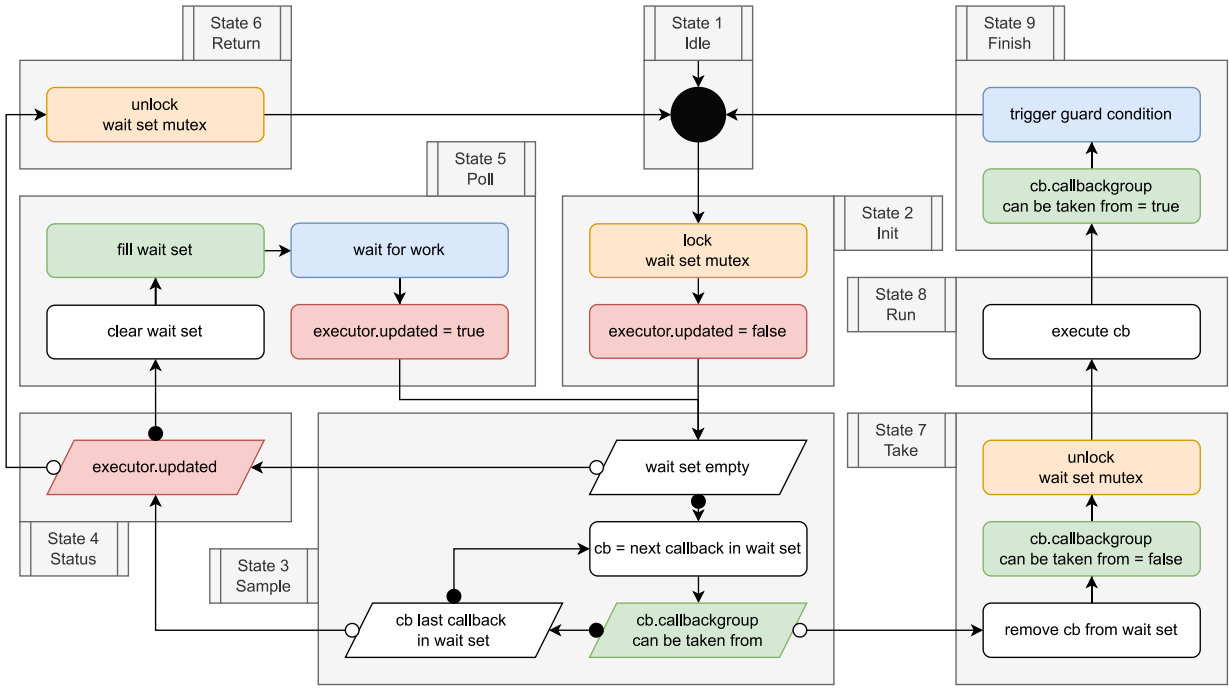 State 6
Return
unlock
wait set mutex
State 1
Idle
State 9
Finish
trigger guard condition
cb.callbackgroup
can be taken from = true
State 5
Poll
fill wait set
wait for work
clear wait set
executor.updated = true
State 2
Init
lock
wait set mutex
executor.updated = false
State 8
Run
execute cb
executor.updated
State 4
Status
wait set empty
cb = next callback in wait set
State 3
Sample
cb last callback
in wait set
cb.callbackgroup
can be taken from
State 7
Take
unlock
wait set mutex
cb.callbackgroup
can be taken from = false
remove cb from wait set